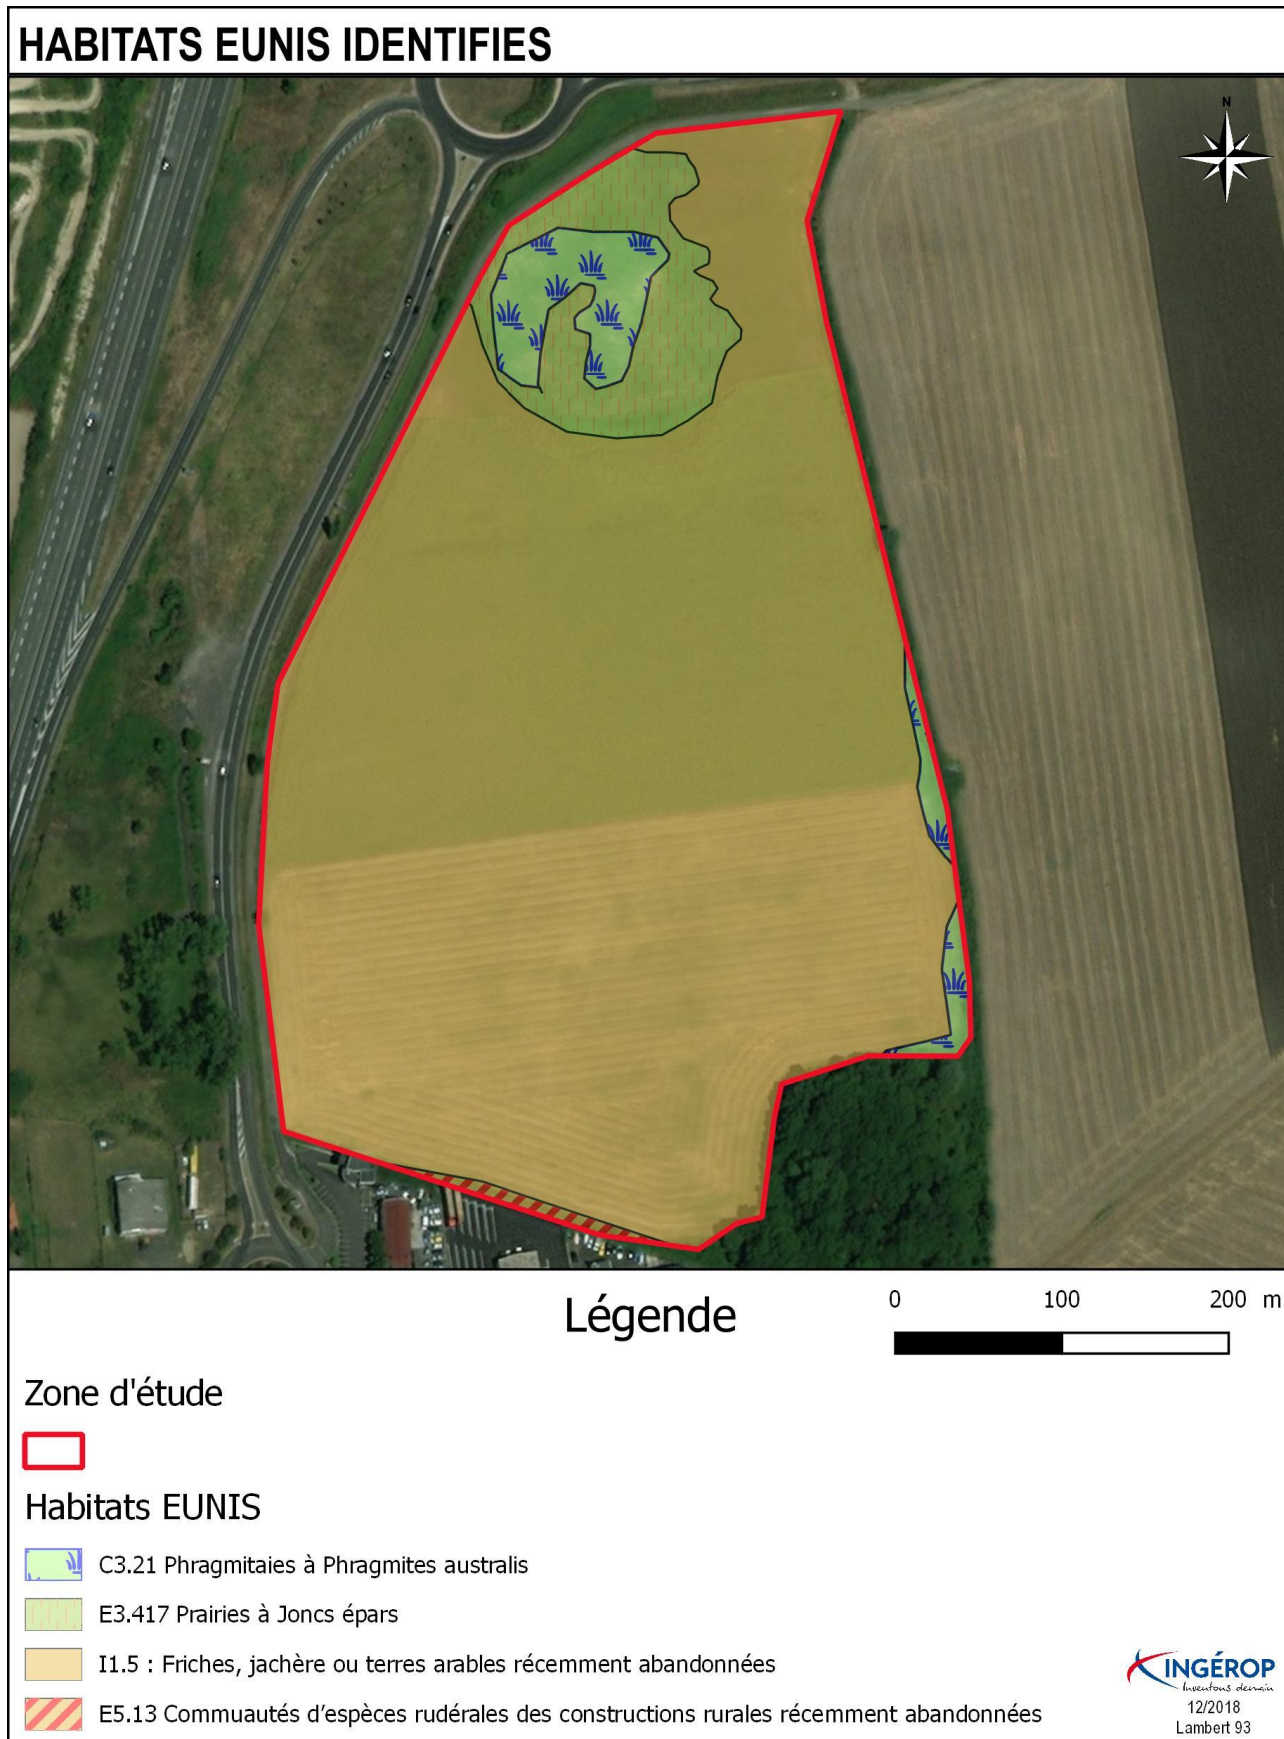 HABITATS EUNIS IDENTIFIES
N
Légende
0 100 200 m
Zone d'étude
Habitats EUNIS
C3.21 Phragmitaies à Phragmites australis
E3.417 Prairies à Joncs épars
I1.5 : Friches, jachère ou terres arables récemment abandonnées
E5.13 Commuautés d’espèces rudérales des constructions rurales récemment abandonnées
INGÉROP
Inventons demain
12/2018
Lambert 93